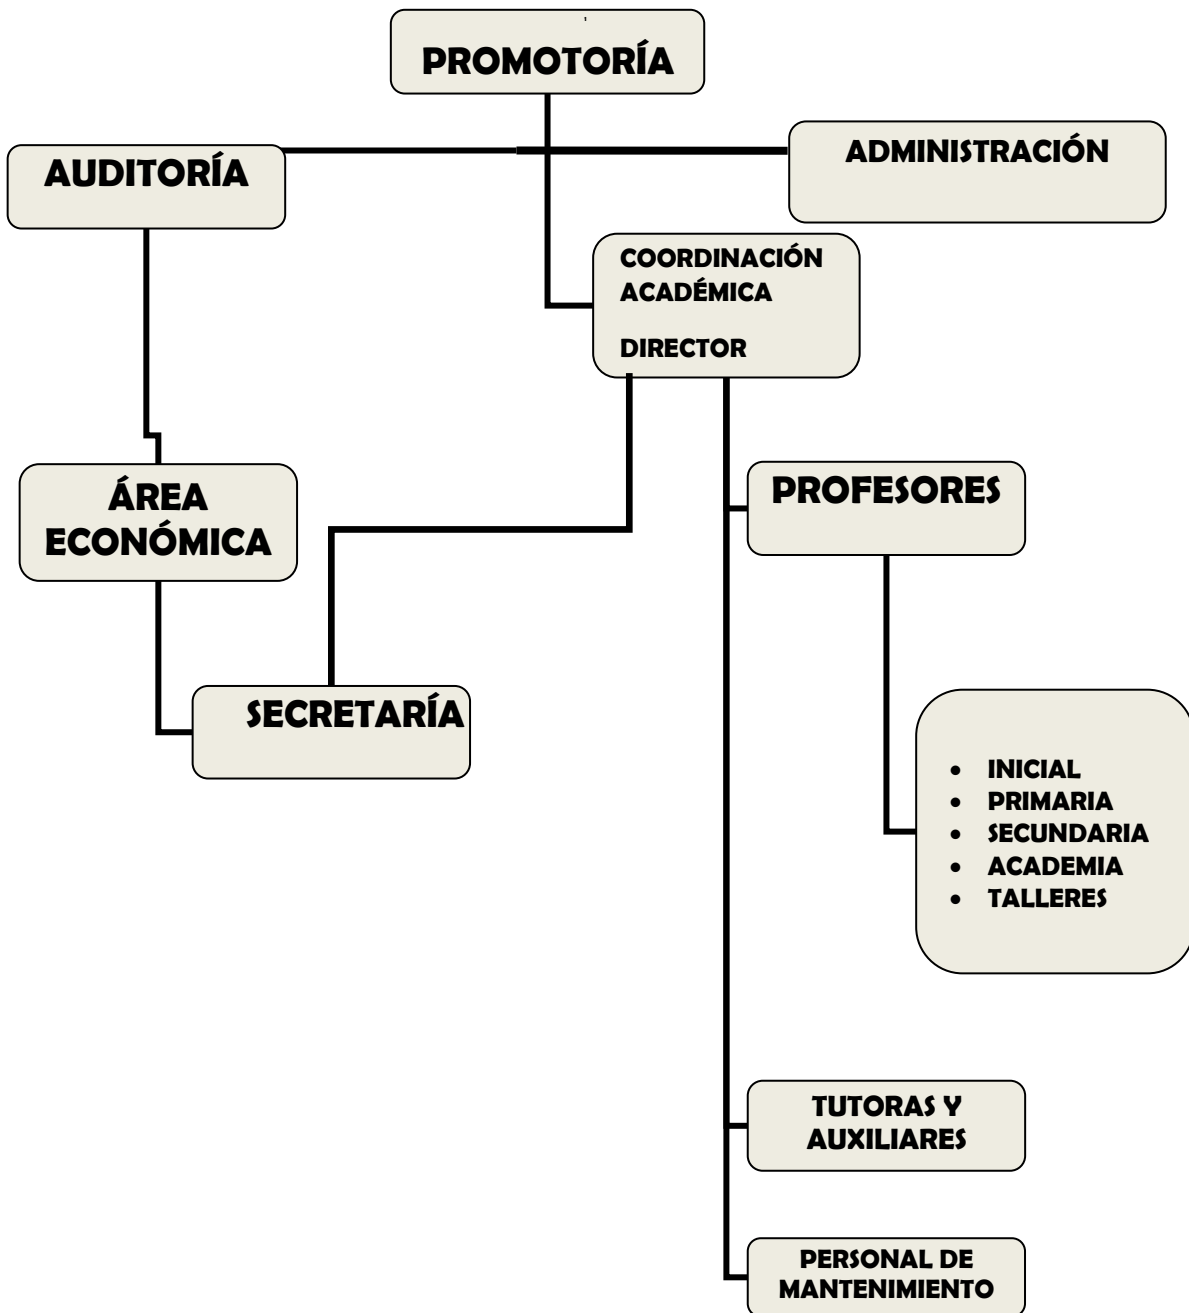 PROMOTORÍA
AUDITORÍA
ADMINISTRACIÓN
COORDINACIÓN
ACADÉMICA
DIRECTOR
ÁREA
ECONÓMICA
PROFESORES
SECRETARÍA
• INICIAL
• PRIMARIA
• SECUNDARIA
• ACADEMIA
• TALLERES
TUTORAS Y
AUXILIARES
PERSONAL DE
MANTENIMIENTO